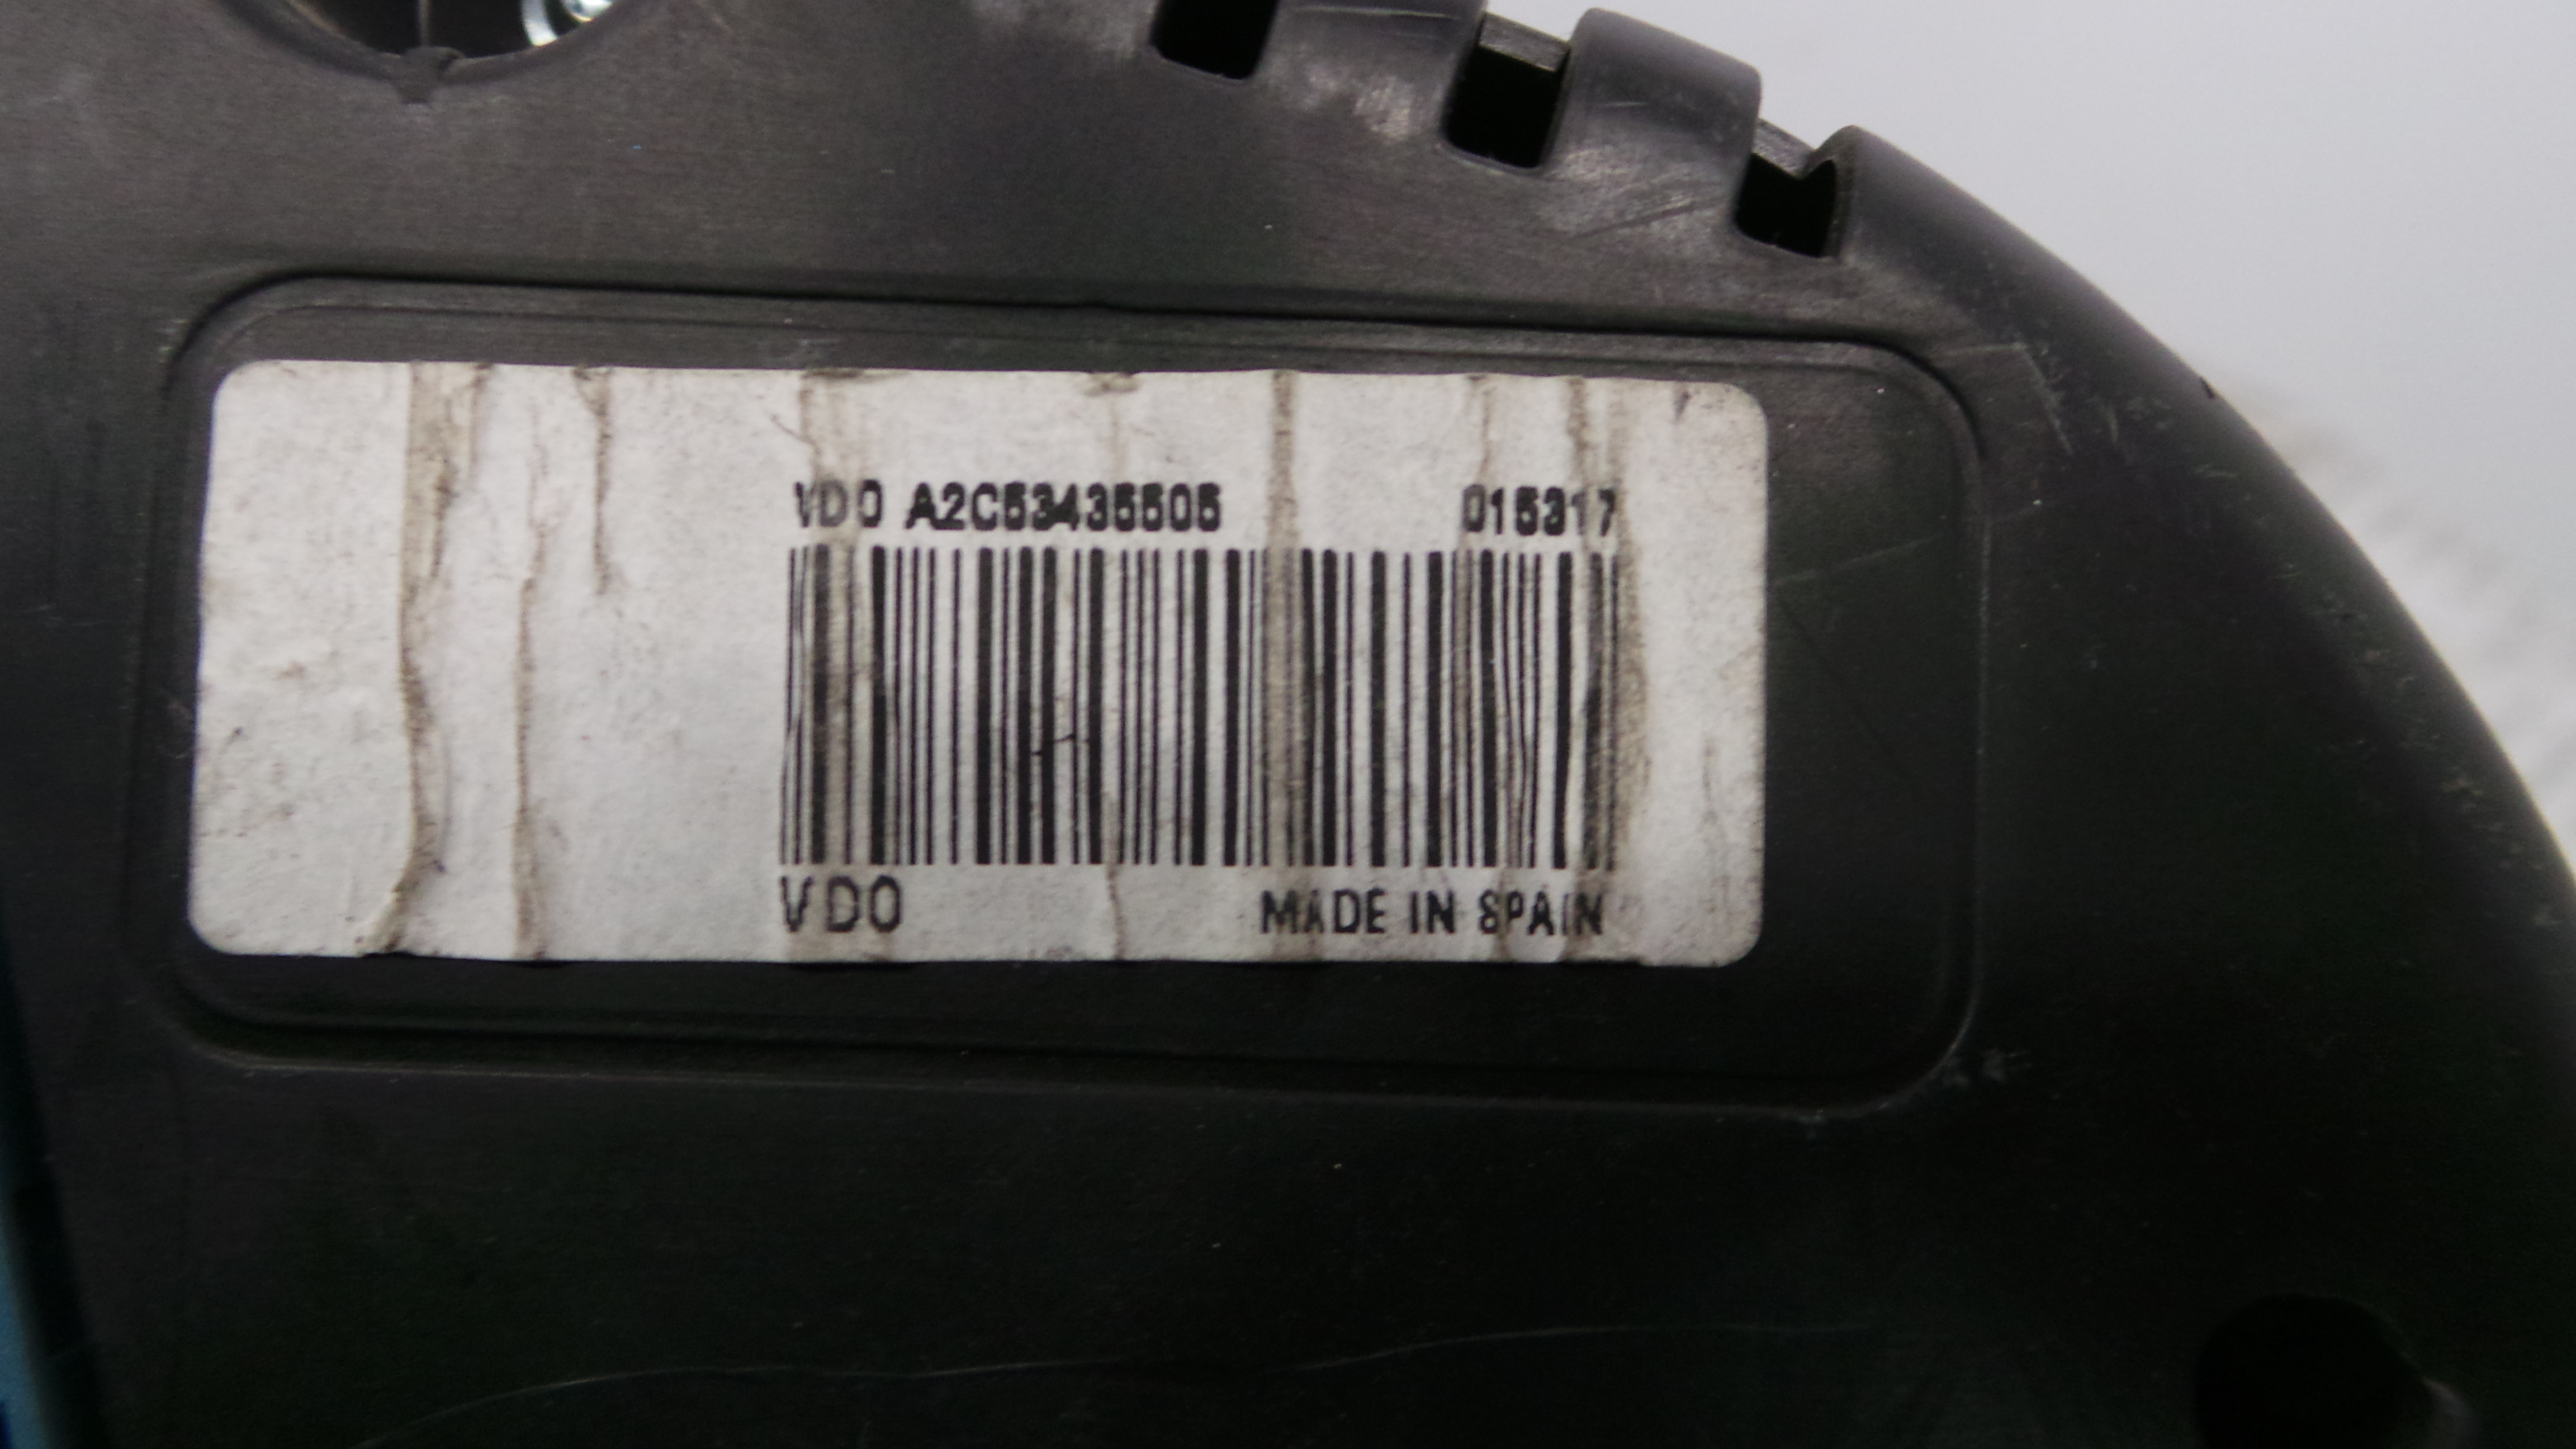 VDO A2C53435505 015317
VDO MADE IN SPAIN